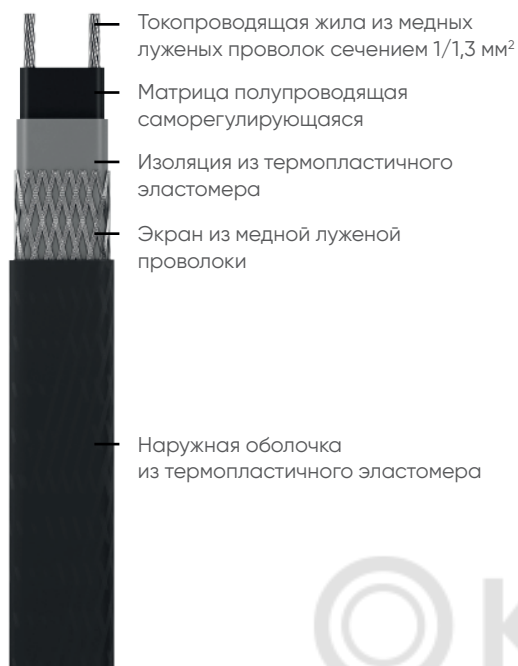 Токопроводящая жила из медных
луженых проволок сечением 1/1,3 мм²
Матрица полупроводящая
саморегулирующаяся
Изоляция из термопластичного
эластомера
Экран из медной луженой
проволоки
Наружная оболочка
из термопластичного эластомера